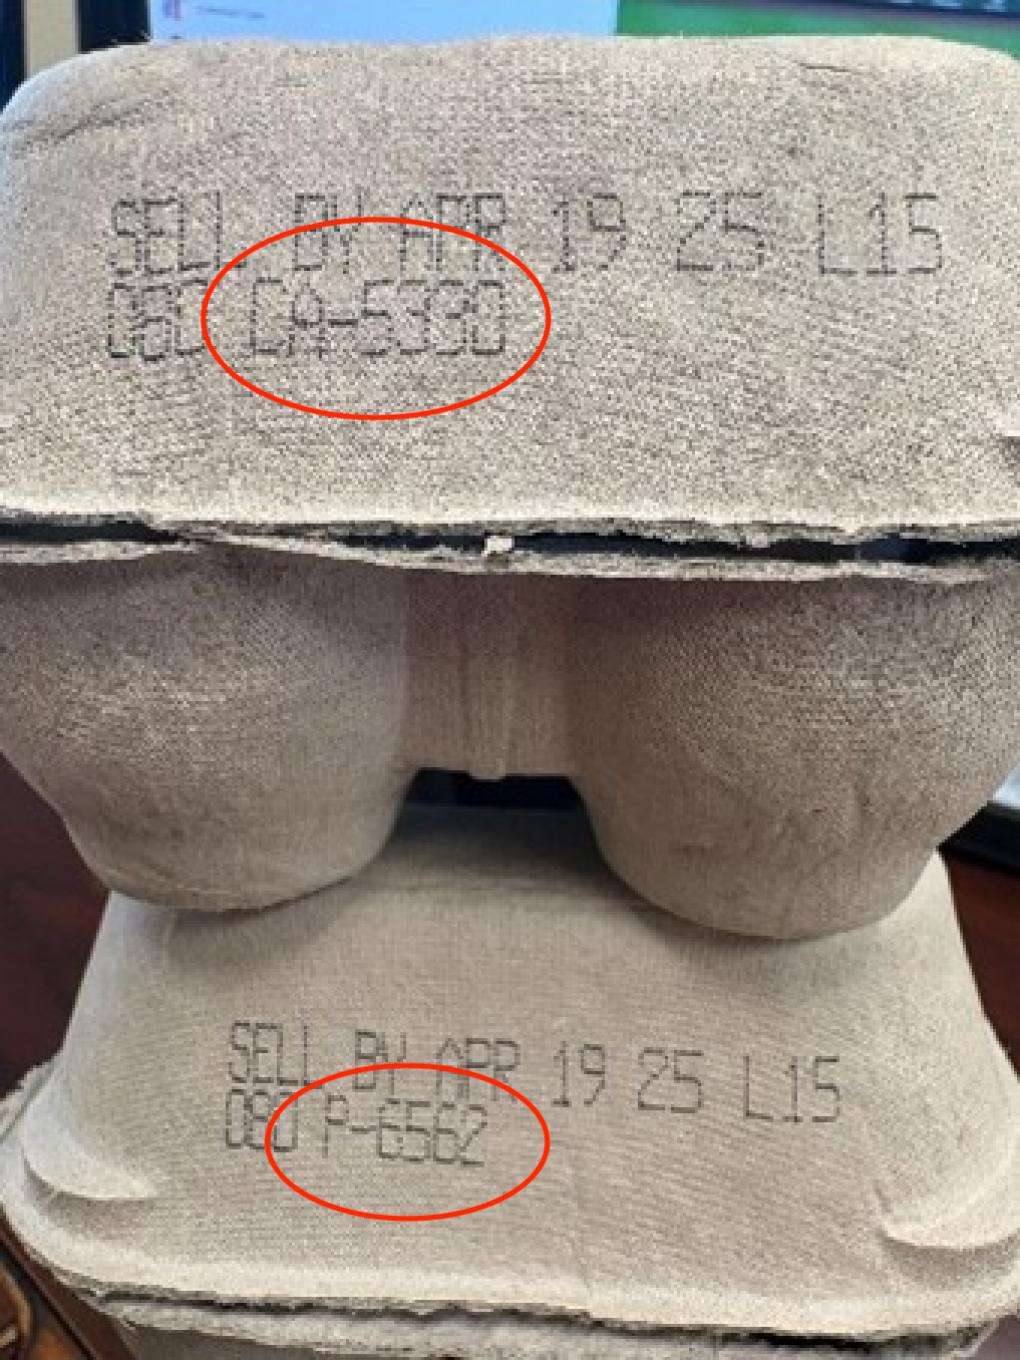 SELL BY APR 19 25 L15
080 CA-5330
SELL BY APR 19 25 L15
080 P-6562